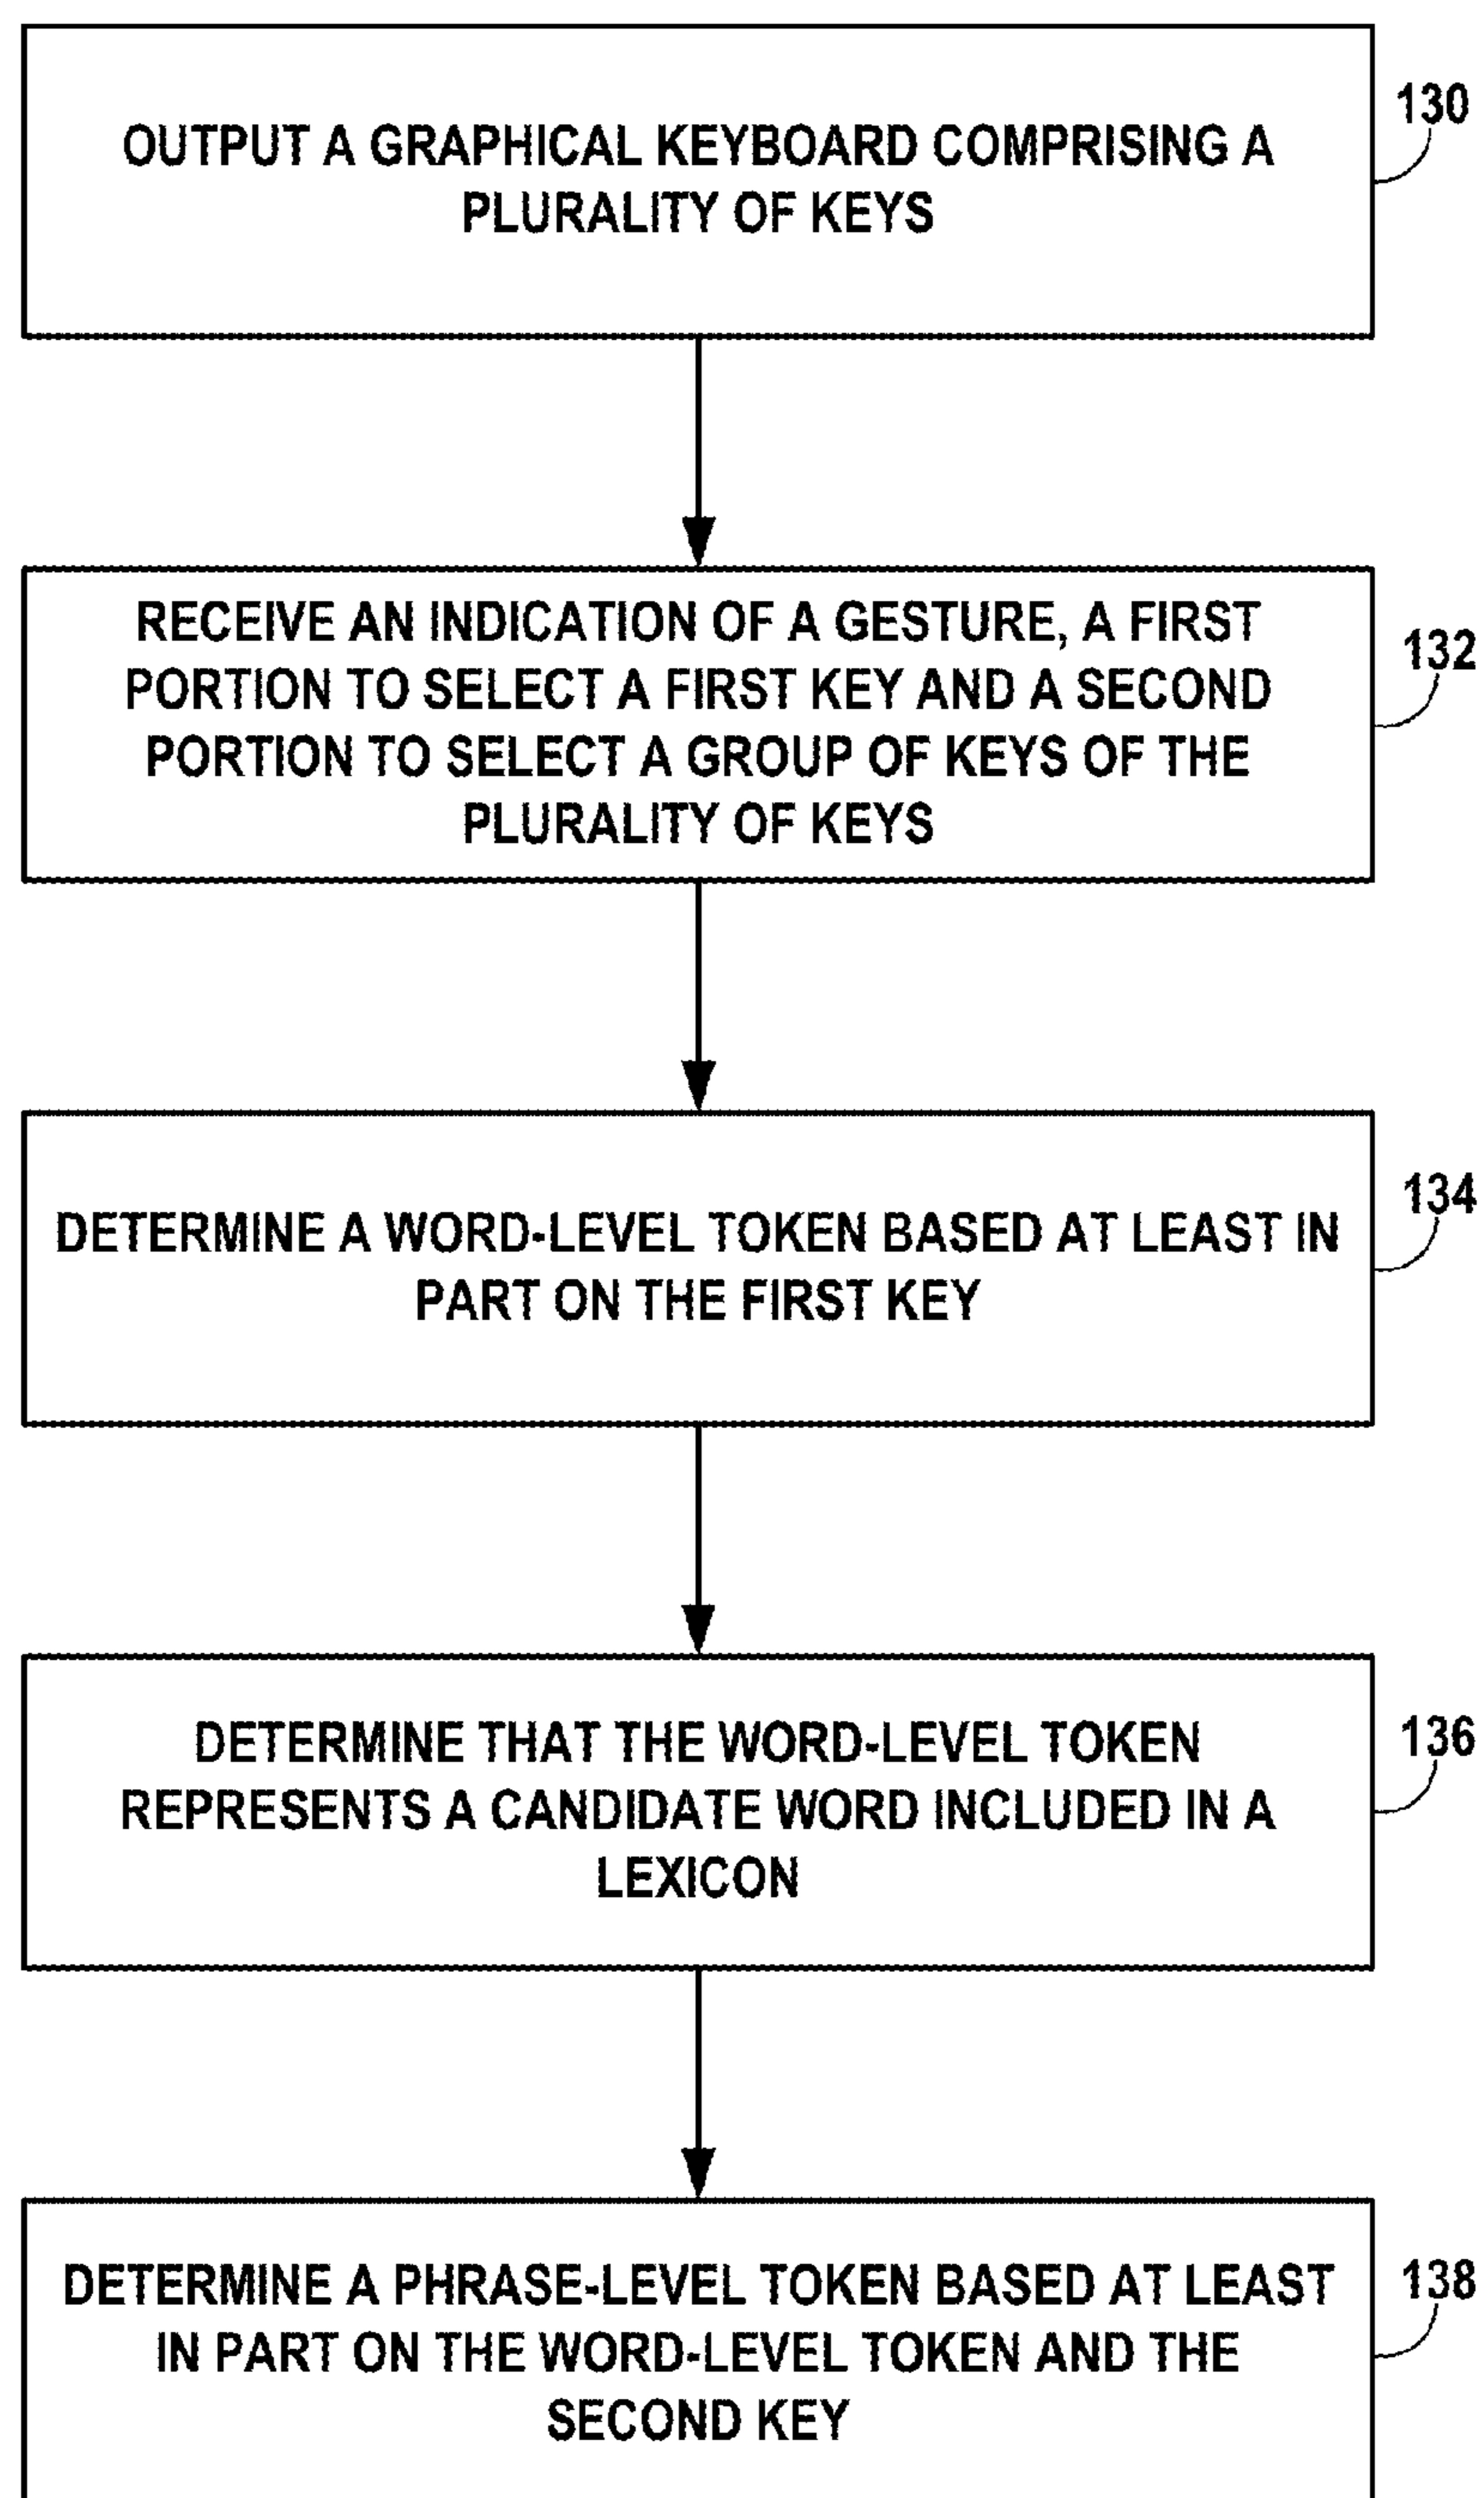 OUTPUT A GRAPHICAL KEYBOARD COMPRISING A
PLURALITY OF KEYS
130
RECEIVE AN INDICATION OF A GESTURE, A FIRST
PORTION TO SELECT A FIRST KEY AND A SECOND
PORTION TO SELECT A GROUP OF KEYS OF THE
PLURALITY OF KEYS
132
DETERMINE A WORD-LEVEL TOKEN BASED AT LEAST IN
PART ON THE FIRST KEY
134
DETERMINE THAT THE WORD-LEVEL TOKEN
REPRESENTS A CANDIDATE WORD INCLUDED IN A
LEXICON
136
DETERMINE A PHRASE-LEVEL TOKEN BASED AT LEAST
IN PART ON THE WORD-LEVEL TOKEN AND THE
SECOND KEY
138